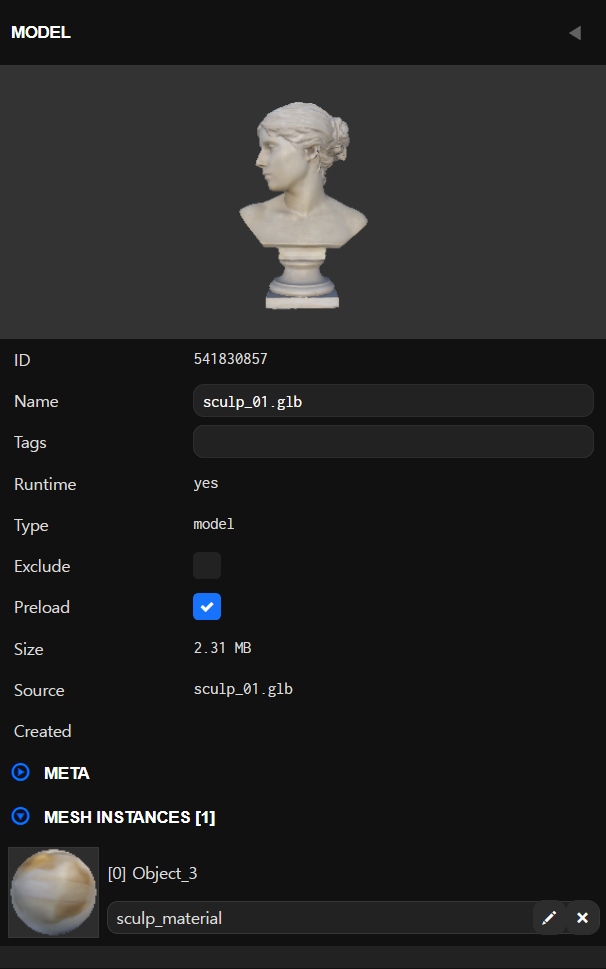 MODEL
ID 541830857
Name sculp_01.glb
Tags
Runtime yes
Type model
Exclude
Preload
Size 2.31 MB
Source sculp_01.glb
Created
META
MESH INSTANCES [1]
[0] Object_3
sculp_material